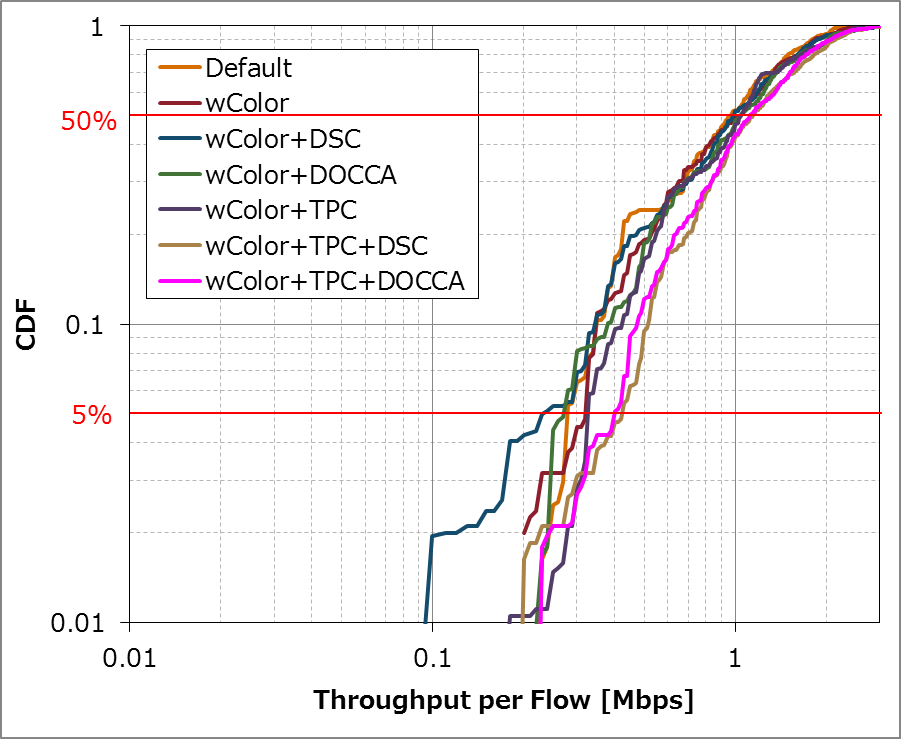 1
Default
wColor
50%
wColor+DSC
wColor+DOCCA
wColor+TPC
wColor+TPC+DSC
wColor+TPC+DOCCA
CDF
0.1
5%
0.01
0.01
0.1
1
Throughput per Flow [Mbps]